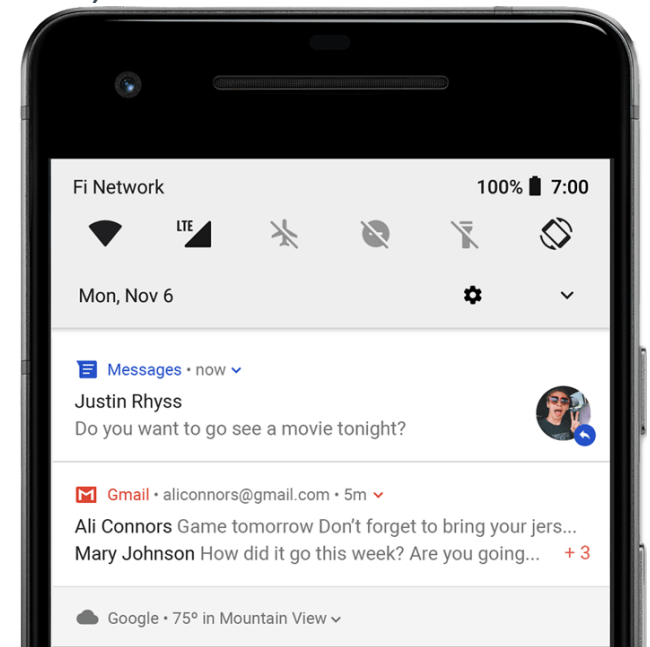 Fi Network 100% 7:00
LTE
Mon, Nov 6
Messages • now
Justin Rhyss
Do you want to go see a movie tonight?
Gmail • aliconnors@gmail.com • 5m
Ali Connors Game tomorrow Don’t forget to bring your jers...
Mary Johnson How did it go this week? Are you going... + 3
Google • 75º in Mountain View